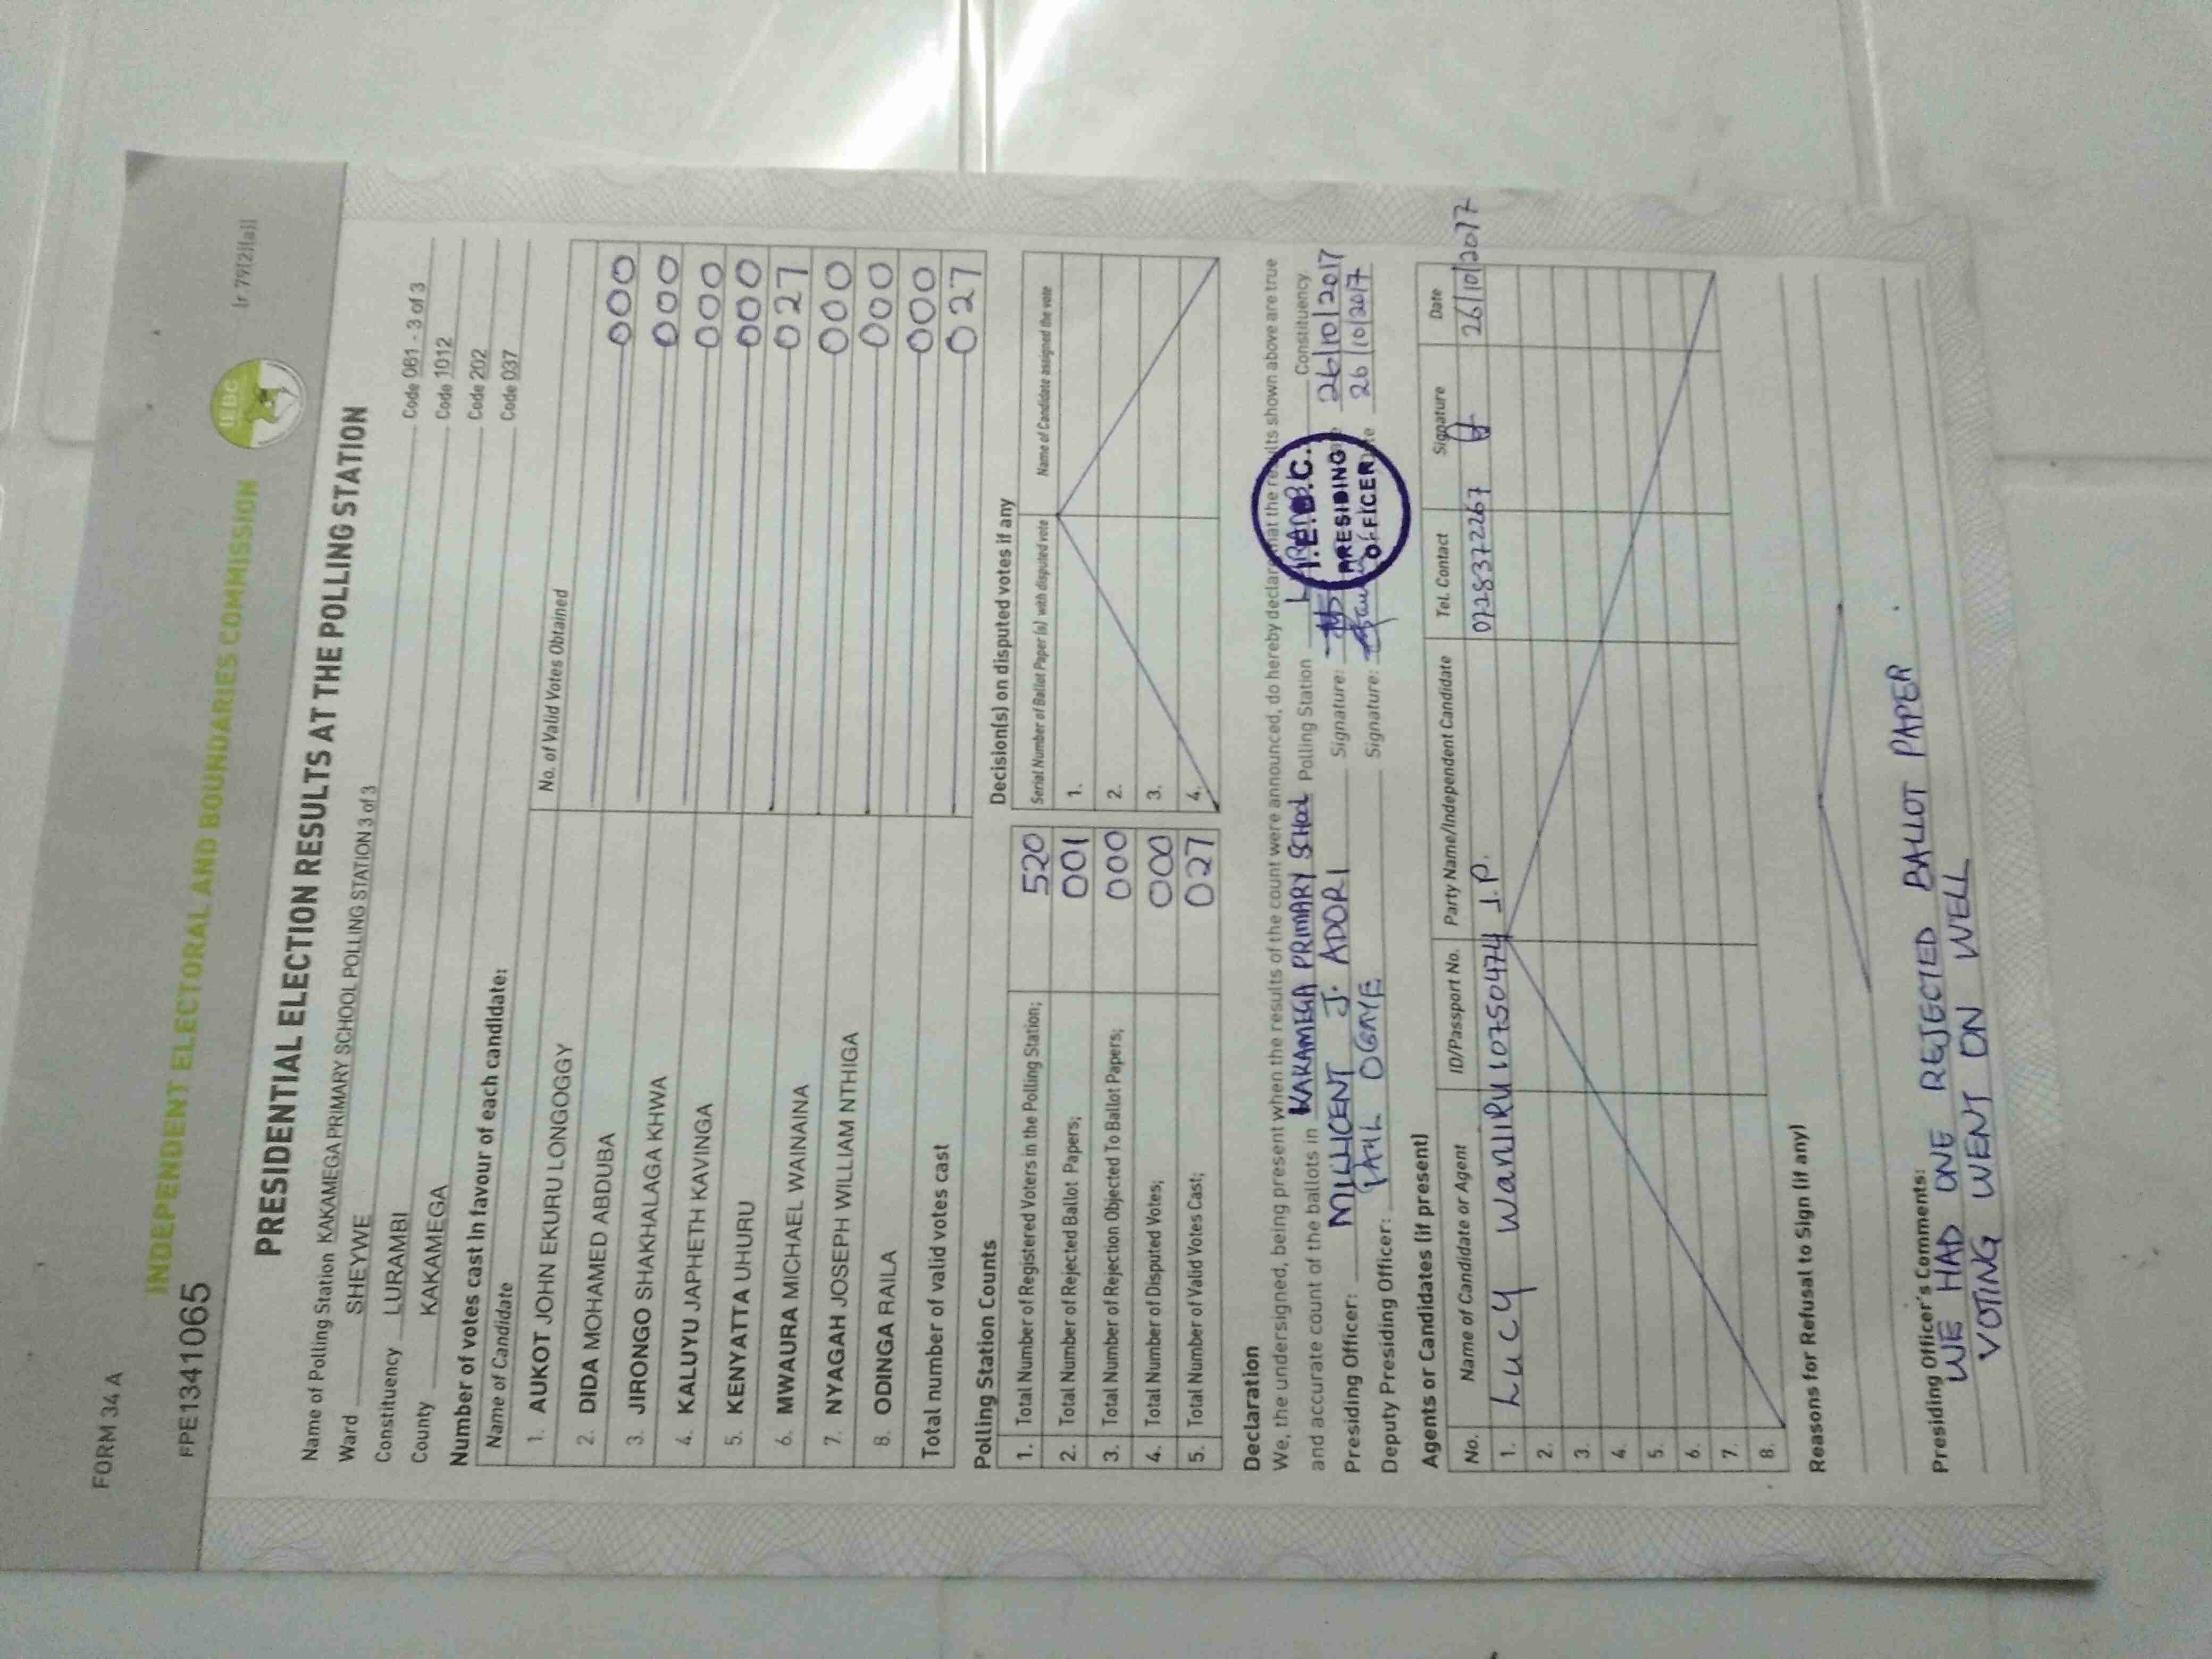 FORM 34 A
FPE1341065
INDEPENDENT ELECTORAL AND BOUNDARIES COMMISSION
IEBC
(r 79(2)(a))
PRESIDENTIAL ELECTION RESULTS AT THE POLLING STATION
Name of Polling Station KAKAMEGA PRIMARY SCHOOL POLLING STATION 3 of 3 Code 061 - 3 of 3
Ward SHEYWE Code 1012
Constituency LURAMBI Code 202
County KAKAMEGA Code 037
Number of votes cast in favour of each candidate:
Name of Candidate No. of Valid Votes Obtained
1. AUKOT JOHN EKURU LONGOGGY 000
2. DIDA MOHAMED ABDUBA 000
3. JIRONGO SHAKHALAGA KHWA 000
4. KALUYU JAPHETH KAVINGA 000
5. KENYATTA UHURU 027
6. MWAURA MICHAEL WAINAINA 000
7. NYAGAH JOSEPH WILLIAM NTHIGA 000
8. ODINGA RAILA 000
Total number of valid votes cast 027
Polling Station Counts
1. Total Number of Registered Voters in the Polling Station; 520
2. Total Number of Rejected Ballot Papers; 001
3. Total Number of Rejection Objected To Ballot Papers; 000
4. Total Number of Disputed Votes; 000
5. Total Number of Valid Votes Cast; 027
Decision(s) on disputed votes if any
Serial Number of Ballot Paper (s) with disputed vote Name of Candidate assigned the vote
1.
2.
3.
4.
Declaration
We, the undersigned, being present when the results of the count were announced, do hereby declare that the results shown above are true
and accurate count of the ballots in KAKAMEGA PRIMARY SCHOOL Polling Station Constituency
Presiding Officer: MILLICENT J. ADORI Signature: 26/10/2017
Deputy Presiding Officer: PAUL OGAYE Signature: 26/10/2017
I.E.B.C.
PRESIDING
OFFICER
Agents or Candidates (if present)
No. Name of Candidate or Agent ID/Passport No. Party Name/Independent Candidate Tel. Contact Signature Date
1. LUCY WANJIRU 10750474 J.P. 0728372267 26/10/2017
2.
3.
4.
5.
6.
7.
8.
Reasons for Refusal to Sign (if any)
Presiding Officer's Comments:
WE HAD ONE REJECTED BALLOT PAPER.
VOTING WENT ON WELL